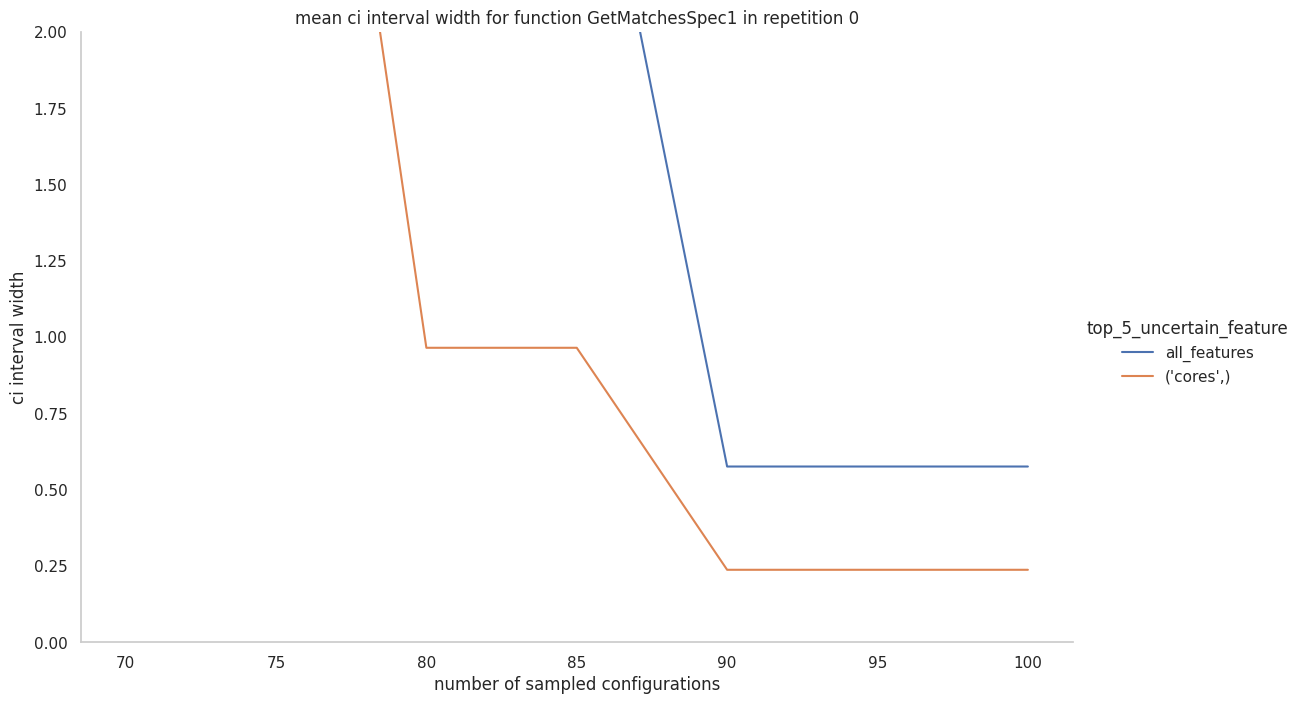 mean ci interval width for function GetMatchesSpec1 in repetition 0
2.00
1.75
1.50
1.25
1.00
0.75
0.50
0.25
0.00
ci interval width
70 75 80 85 90 95 100
number of sampled configurations
top_5_uncertain_feature
all_features
('cores',)